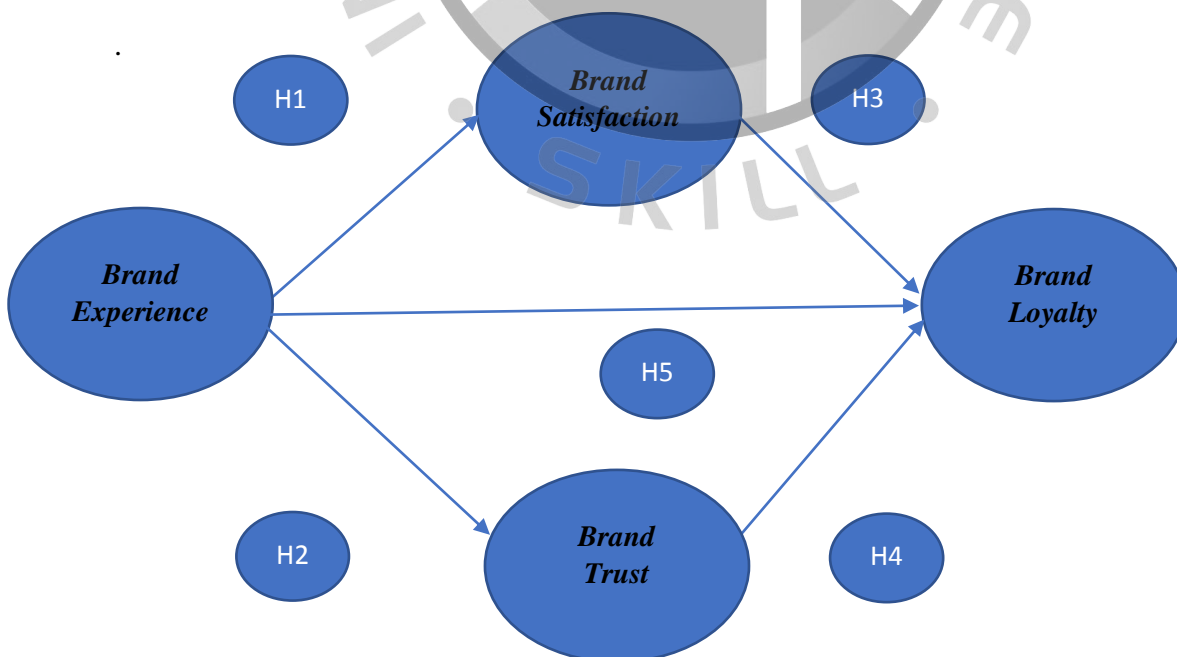 .
H1
Brand
Satisfaction
H3
SKILL
Brand
Experience
Brand
Loyalty
H5
H2
Brand
Trust
H4